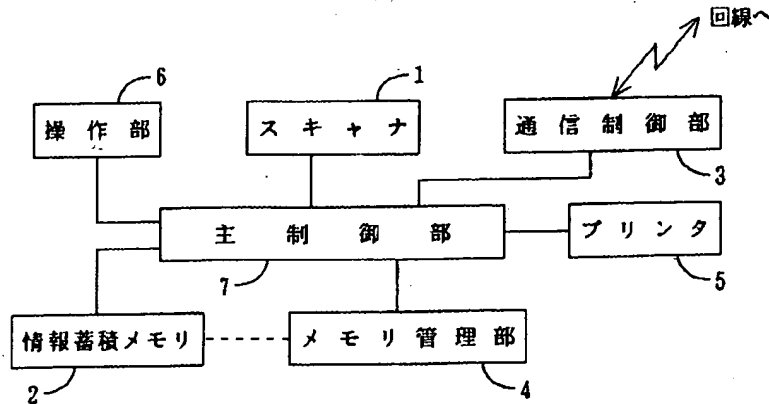 回線へ
6
1
操作部
スキャナ
通信制御部
3
主制御部
プリンタ
7
5
情報蓄積メモリ
メモリ管理部
2
4